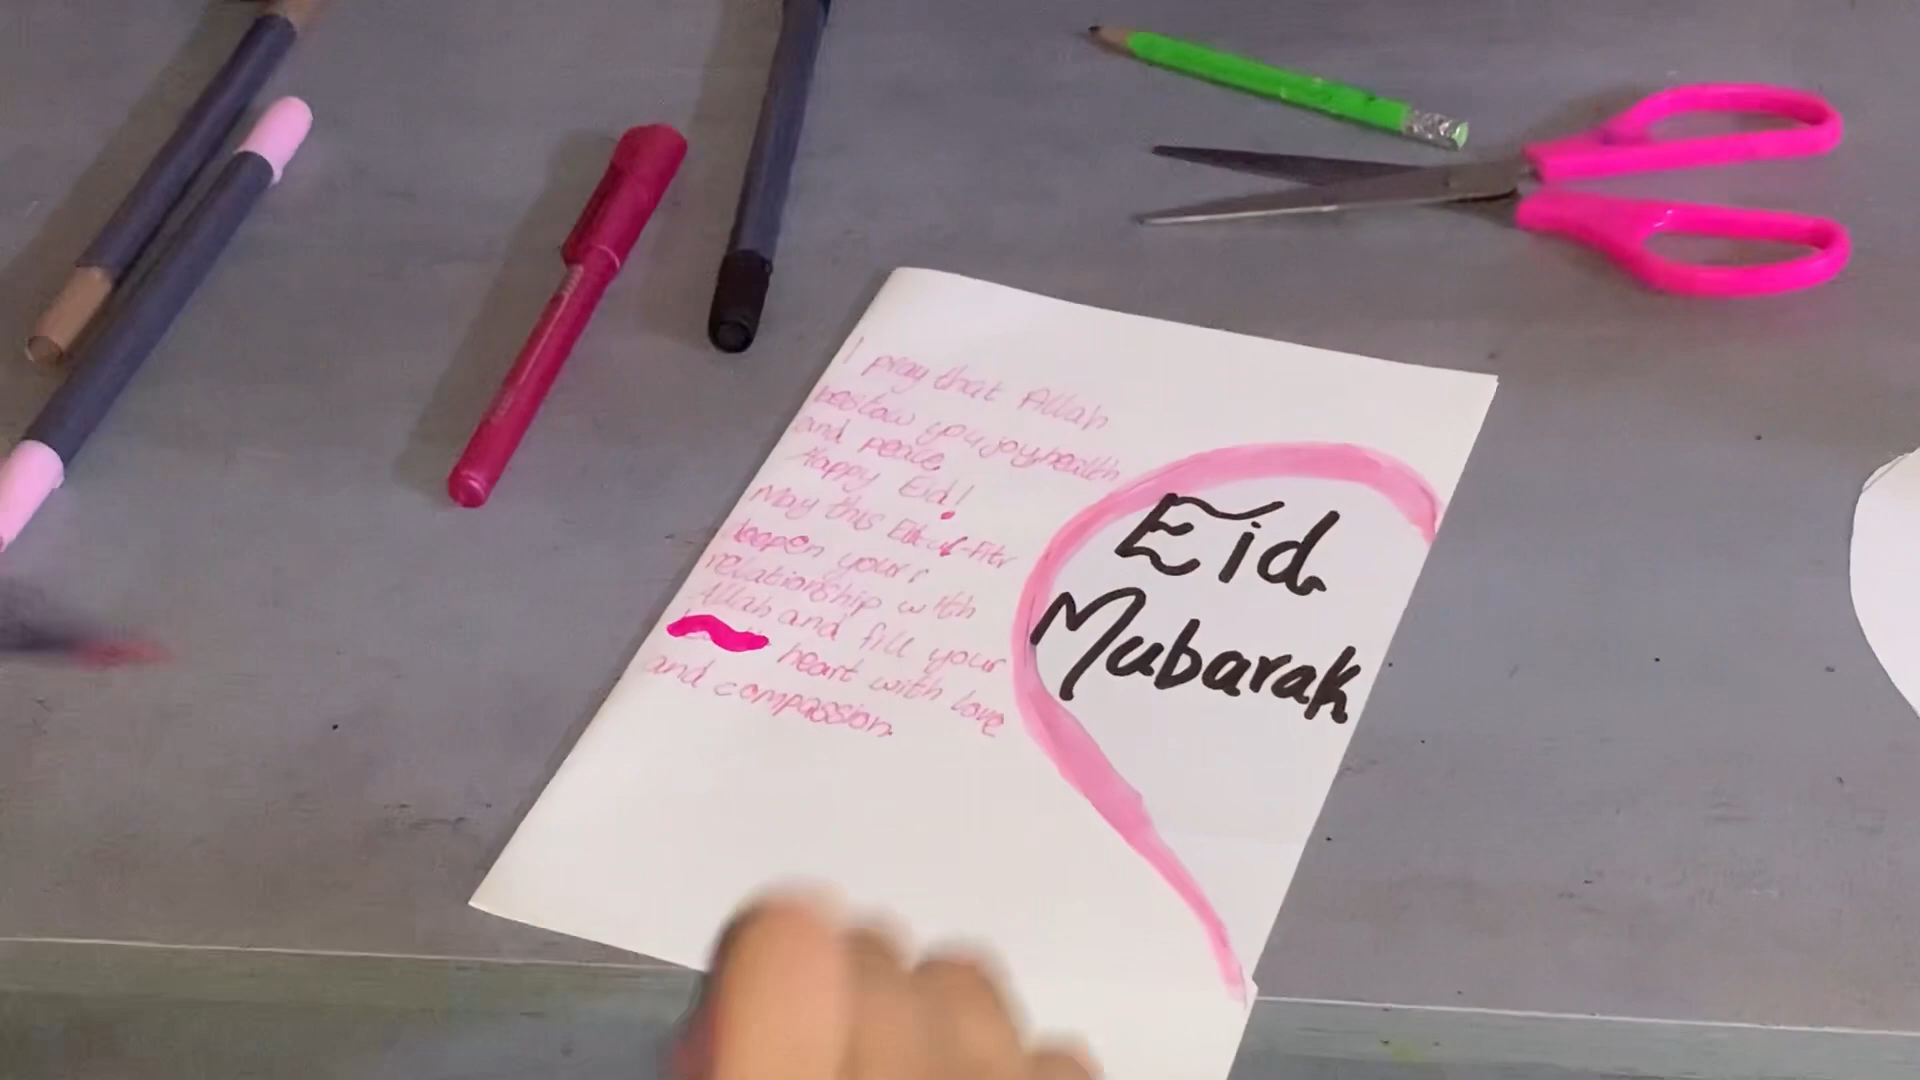 I pray that Allah
bestow you joy, health
and peace.
Happy Eid!
May this Eid-ul-Fitr
deepen your
relationship with
Allah and fill your
heart with love
and compassion.
Eid
Mubarak